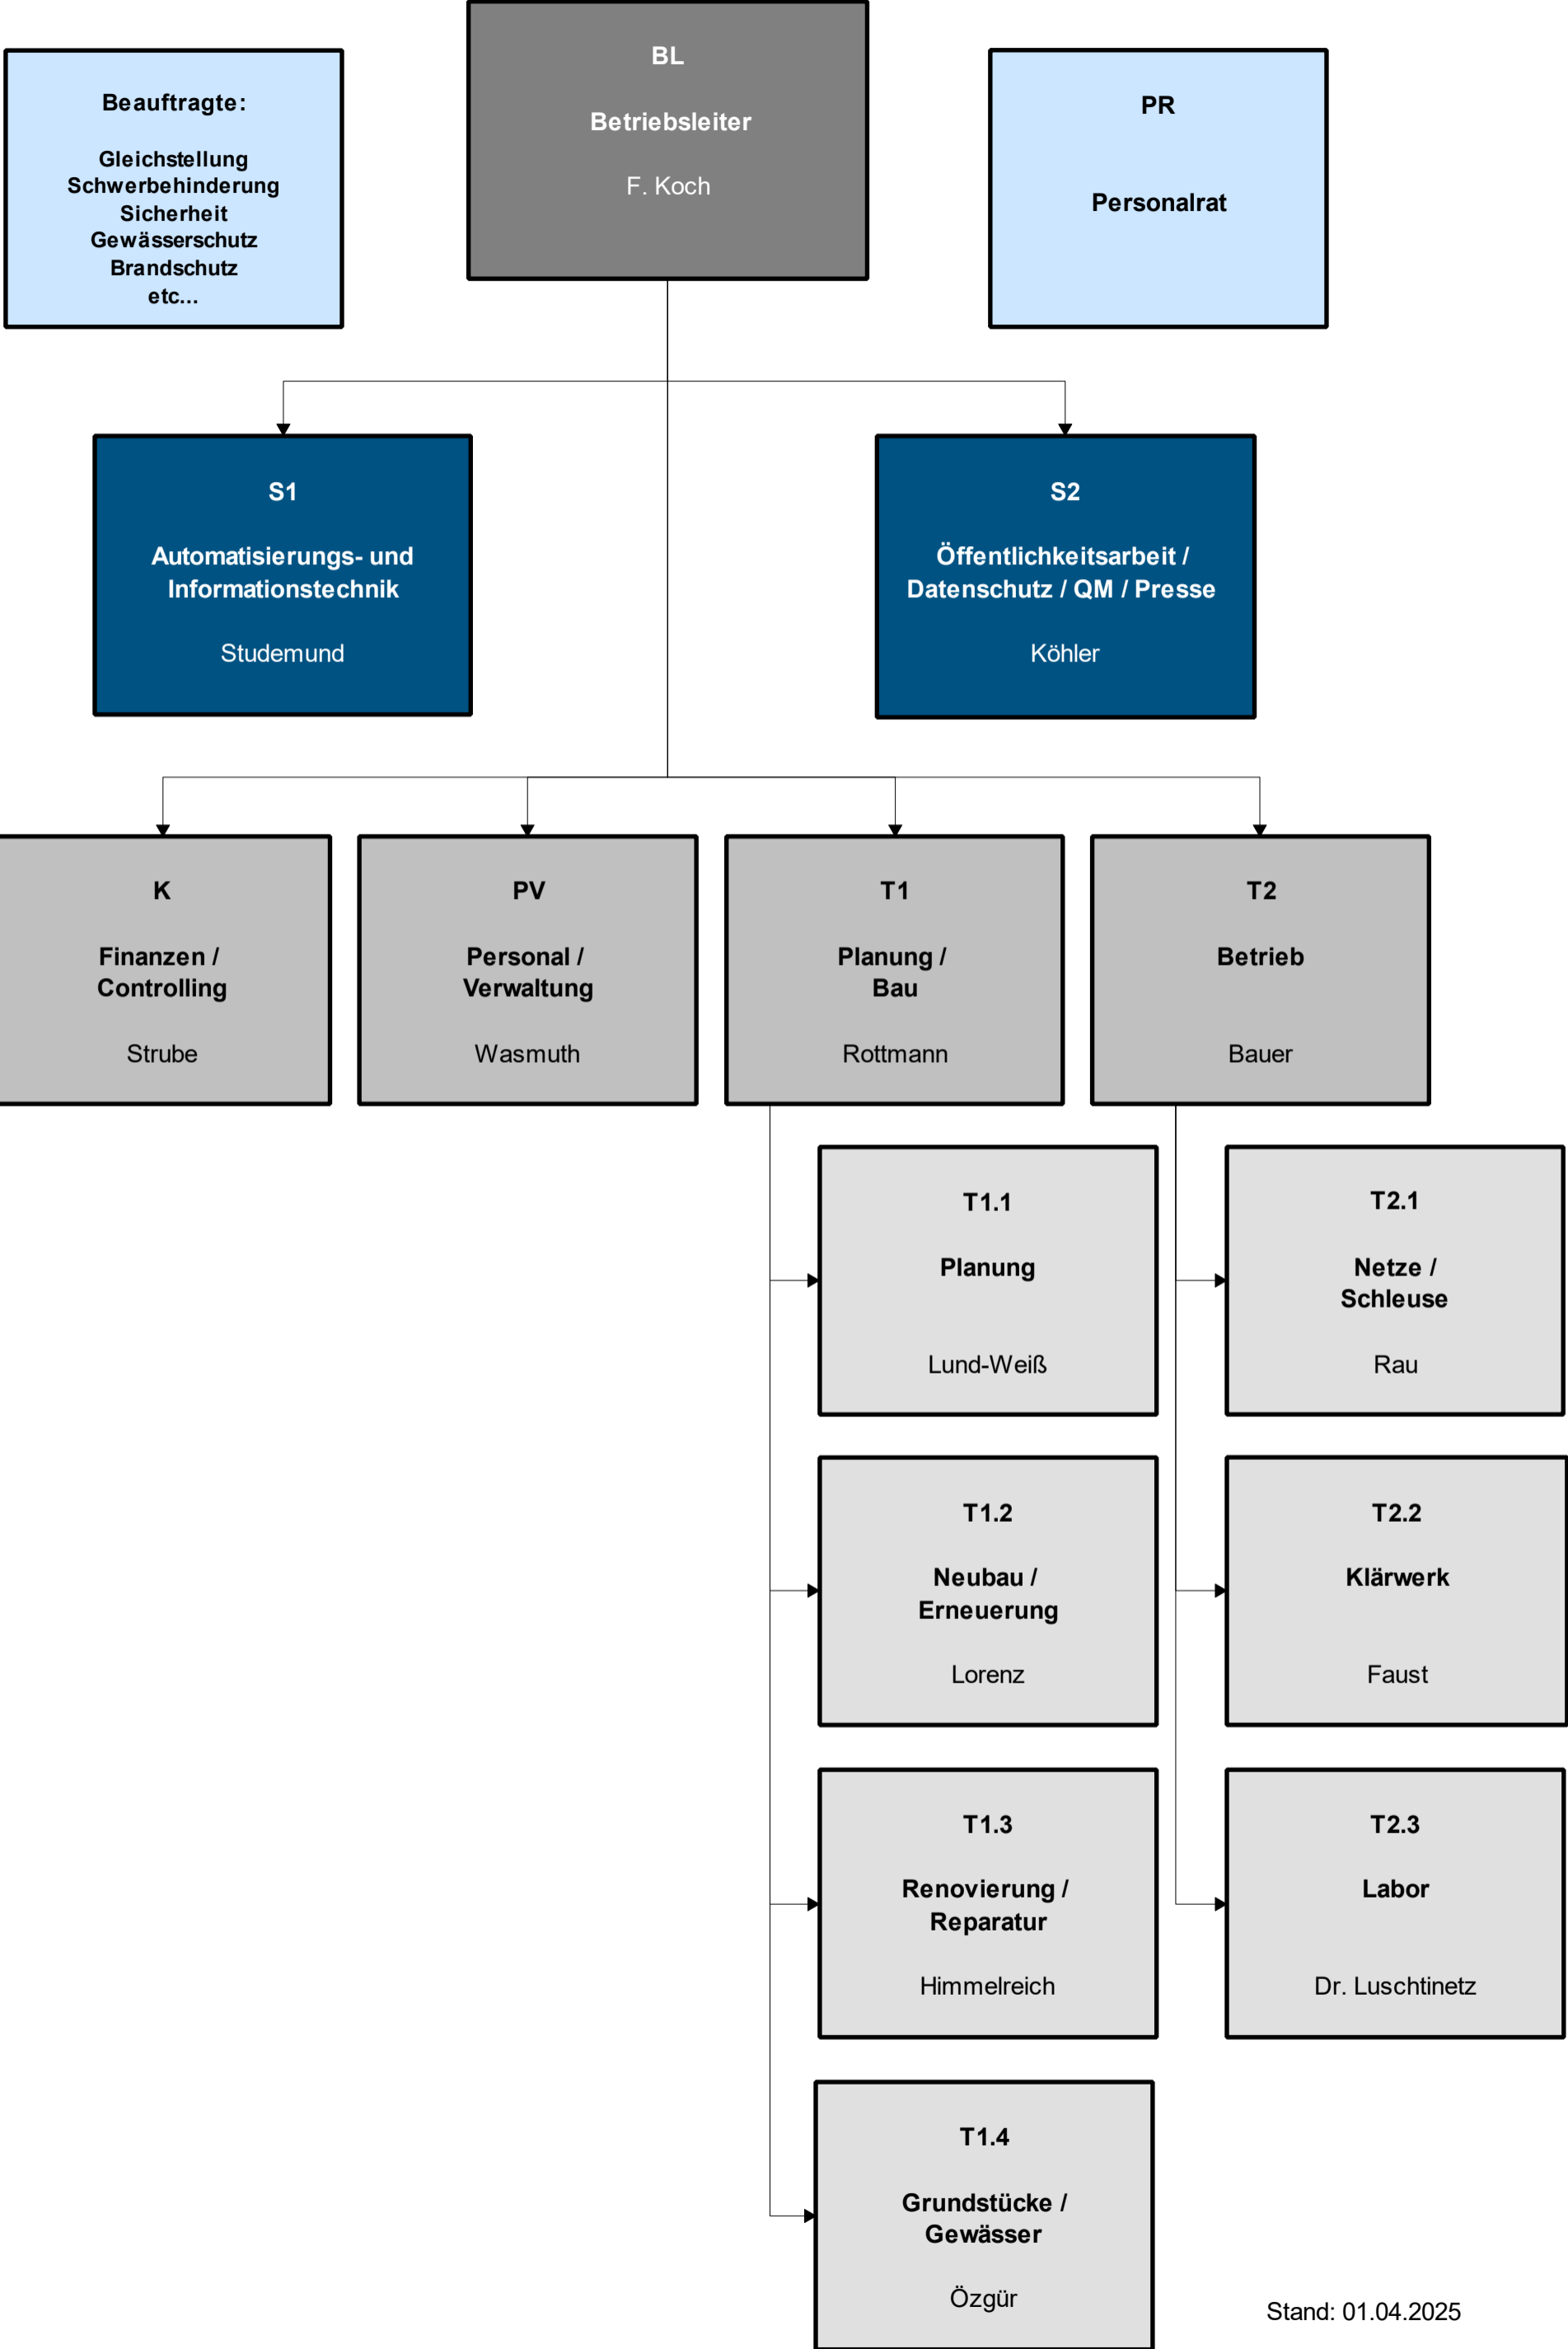 Beauftragte:
Gleichstellung
Schwerbehinderung
Sicherheit
Gewässerschutz
Brandschutz
etc...
BL
Betriebsleiter
F. Koch
PR
Personalrat
S1
Automatisierungs- und
Informationstechnik
Studemund
S2
Öffentlichkeitsarbeit /
Datenschutz / QM / Presse
Köhler
K
Finanzen /
Controlling
Strube
PV
Personal /
Verwaltung
Wasmuth
T1
Planung /
Bau
Rottmann
T2
Betrieb
Bauer
T1.1
Planung
Lund-Weiß
T2.1
Netze /
Schleuse
Rau
T1.2
Neubau /
Erneuerung
Lorenz
T2.2
Klärwerk
Faust
T1.3
Renovierung /
Reparatur
Himmelreich
T2.3
Labor
Dr. Luschtinetz
T1.4
Grundstücke /
Gewässer
Özgür
Stand: 01.04.2025